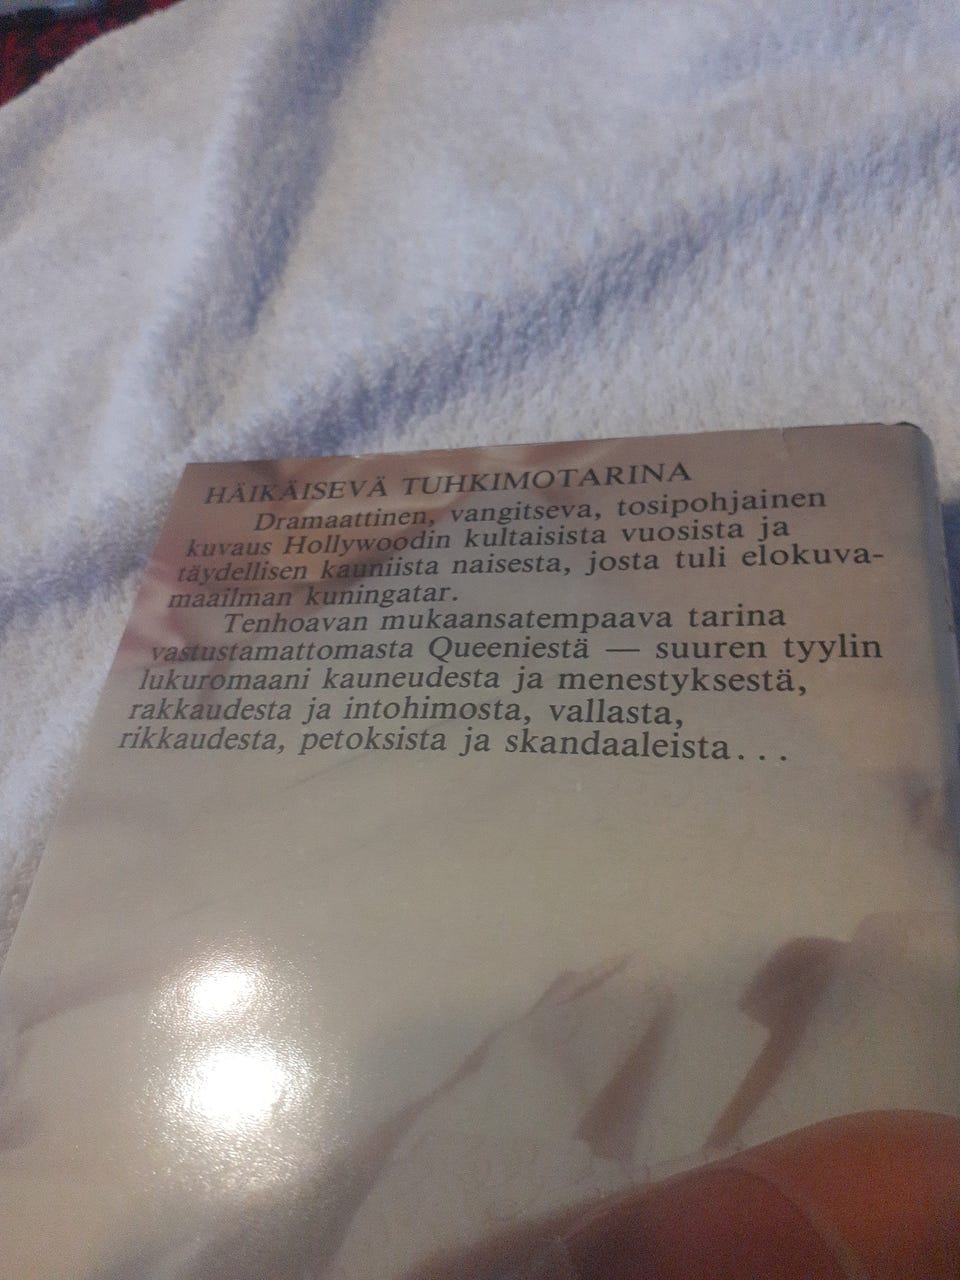 HÄIKÄISEVÄ TUHKIMOTARINA
Dramaattinen, vangitseva, tosipohjainen
kuvaus Hollywoodin kultaisista vuosista ja
täydellisen kauniista naisesta, josta tuli elokuva-
maailman kuningatar.
Tenhoavan mukaansatempaava tarina
vastustamattomasta Queeniestä — suuren tyylin
lukuromaani kauneudesta ja menestyksestä,
rakkaudesta ja intohimosta, vallasta,
rikkaudesta, petoksista ja skandaaleista...